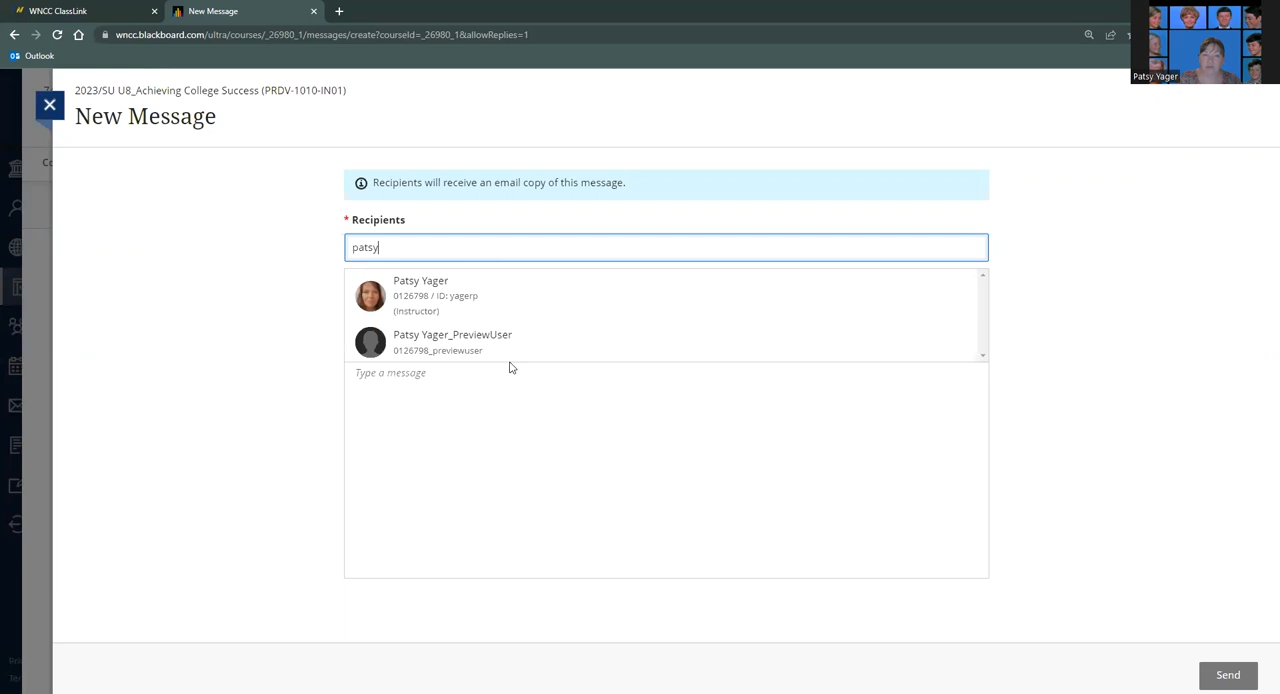 WNCC ClassLink
New Message
wncc.blackboard.com/ultra/courses/_26980_1/messages/create?courseId=_26980_1&allowReplies=1
Outlook
Patsy Yager
2023/SU U8_Achieving College Success (PRDV-1010-IN01)
New Message
Recipients will receive an email copy of this message.
* Recipients
patsy
Patsy Yager
0126798 / ID: yagerp
(Instructor)
Patsy Yager_PreviewUser
0126798_previewuser
Type a message
Send